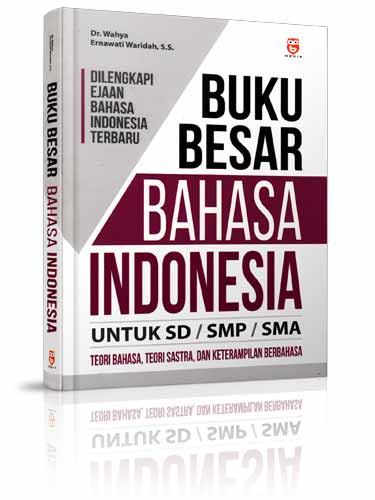 Dr. Wahya
Ernawati Waridah, S.S.
MEDIA
DILENGKAPI
EJAAN
BAHASA
INDONESIA
TERBARU
BUKU
BESAR
BAHASA
INDONESIA
UNTUK SD / SMP / SMA
TEORI BAHASA, TEORI SASTRA, DAN KETERAMPILAN BERBAHASA
BUKU BESAR BAHASA INDONESIA